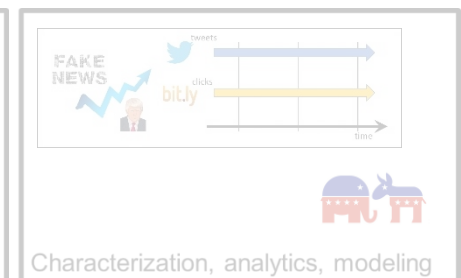 tweets
FAKE
NEWS
clicks
bit.ly
time
Characterization, analytics, modeling